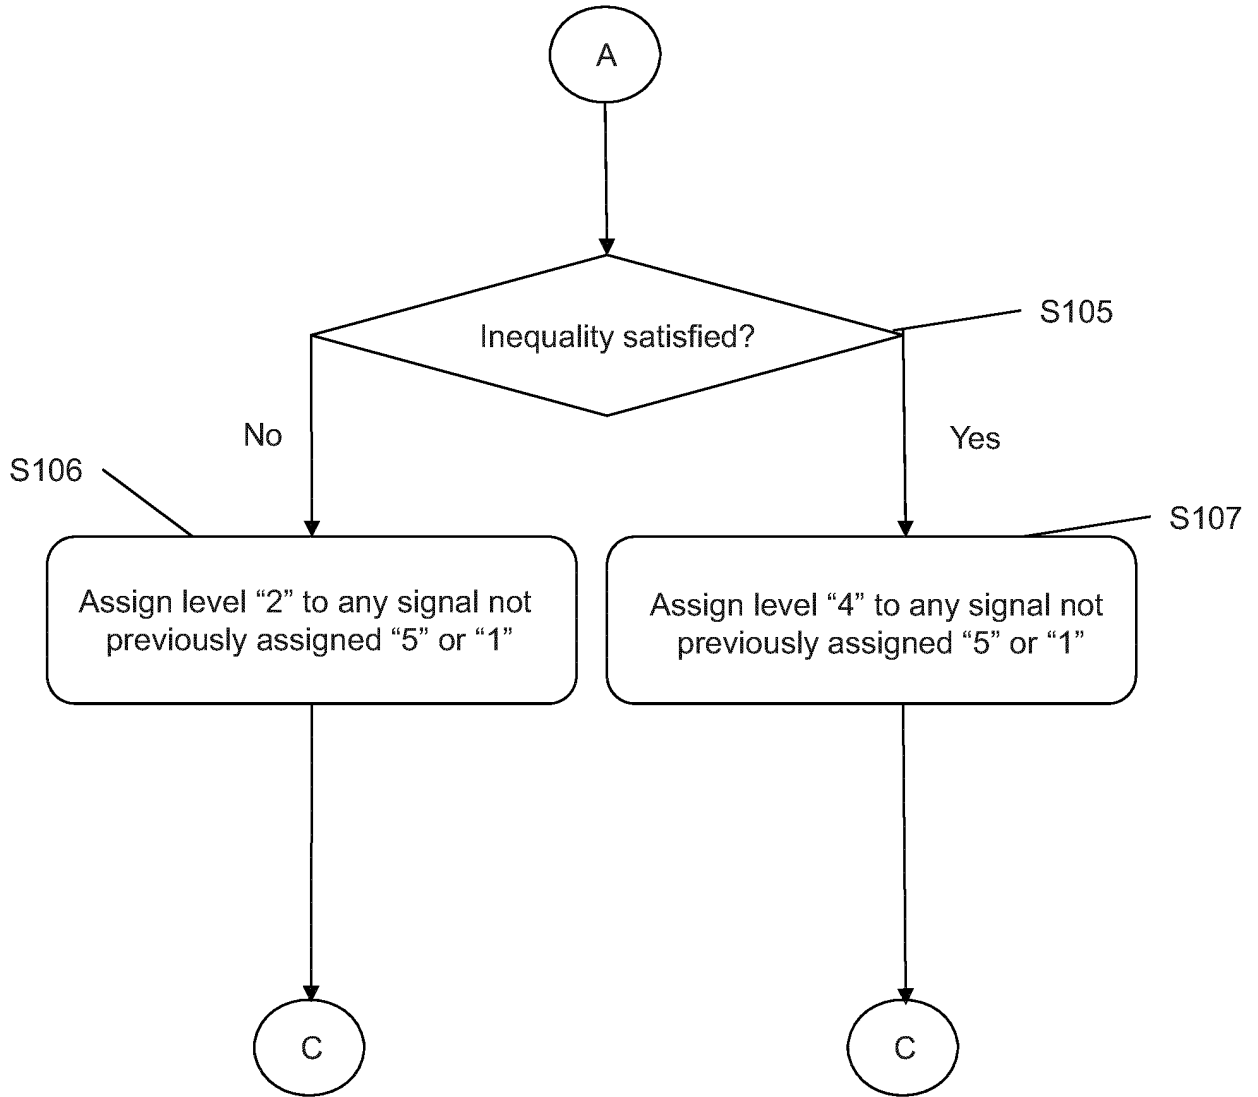 A
Inequality satisfied?
S105
No
Yes
S106
S107
Assign level “2” to any signal not
previously assigned “5” or “1”
Assign level “4” to any signal not
previously assigned “5” or “1”
C
C